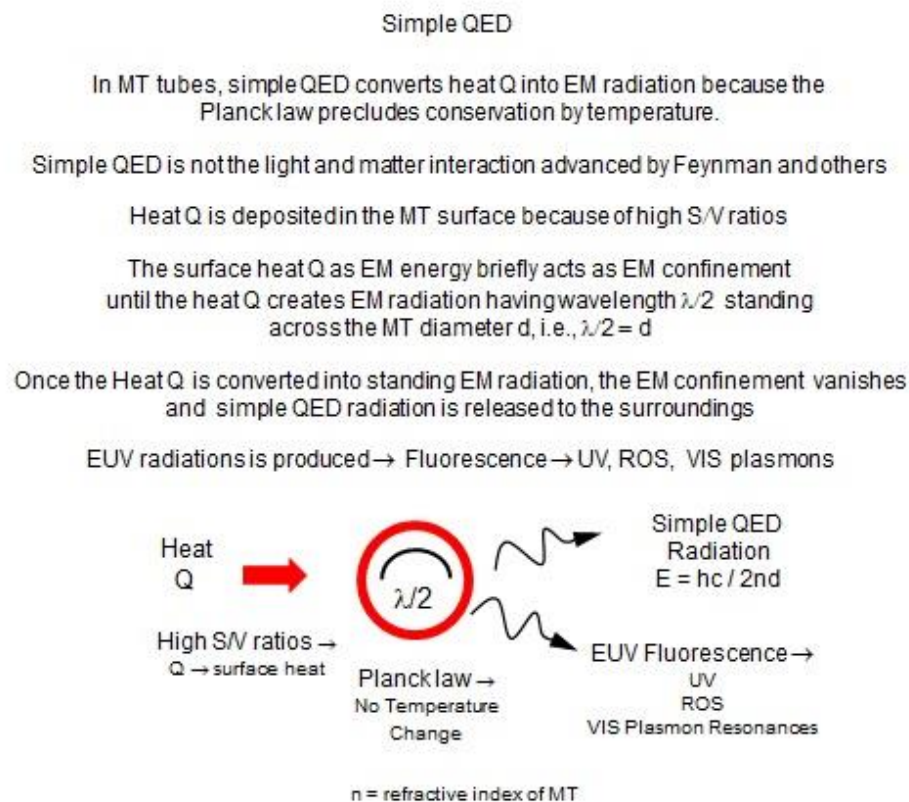 Simple QED
In MT tubes, simple QED converts heat Q into EM radiation because the
Planck law precludes conservation by temperature.
Simple QED is not the light and matter interaction advanced by Feynman and others
Heat Q is deposited in the MT surface because of high S/V ratios
The surface heat Q as EM energy briefly acts as EM confinement
until the heat Q creates EM radiation having wavelength λ/2 standing
across the MT diameter d, i.e., λ/2 = d
Once the Heat Q is converted into standing EM radiation, the EM confinement vanishes
and simple QED radiation is released to the surroundings
EUV radiations is produced → Fluorescence → UV, ROS, VIS plasmons
Heat
Q
High S/V ratios →
Q → surface heat
λ/2
Planck law →
No Temperature
Change
Simple QED
Radiation
E = hc / 2nd
EUV Fluorescence →
UV
ROS
VIS Plasmon Resonances
n = refractive index of MT